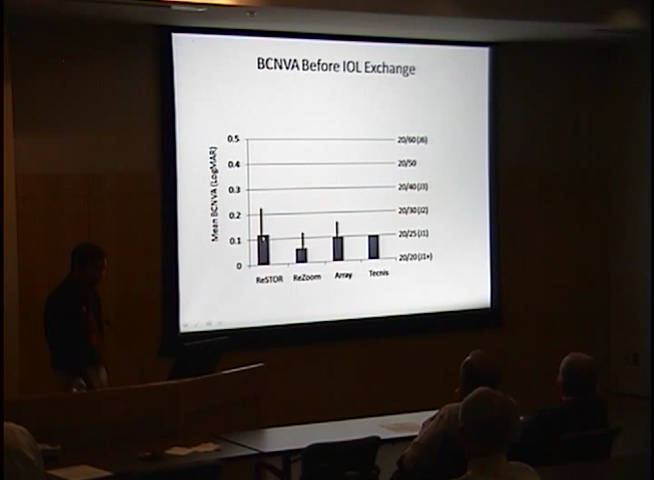 BCNVA Before IOL Exchange
Mean BCNVA (LogMAR)
0.5
0.4
0.3
0.2
0.1
0
20/60 (J6)
20/50
20/40 (J3)
20/30 (J2)
20/25 (J1)
20/20 (J1+)
ReSTOR
ReZoom
Array
Tecnis